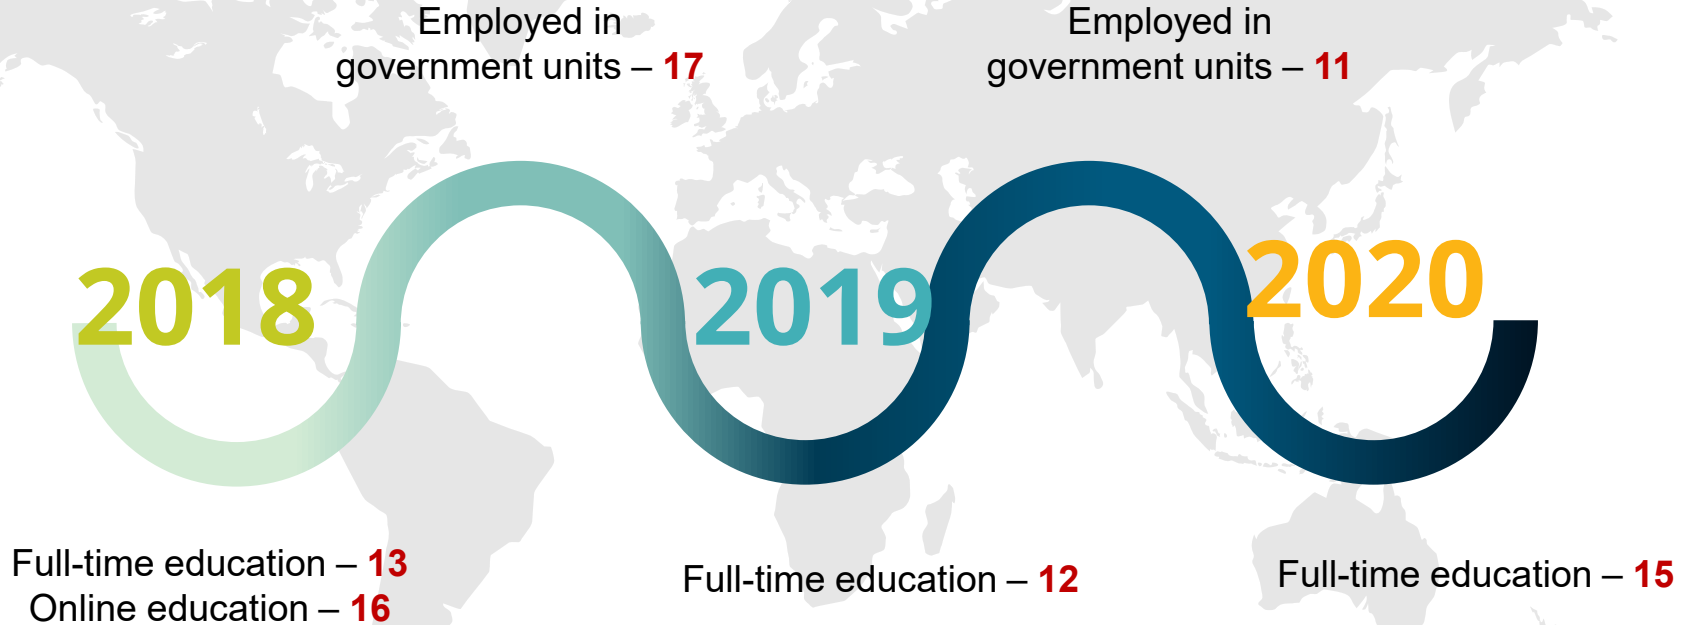 Employed in
government units – 17
Employed in
government units – 11
2018
2019
2020
Full-time education – 13
Online education – 16
Full-time education – 12
Full-time education – 15